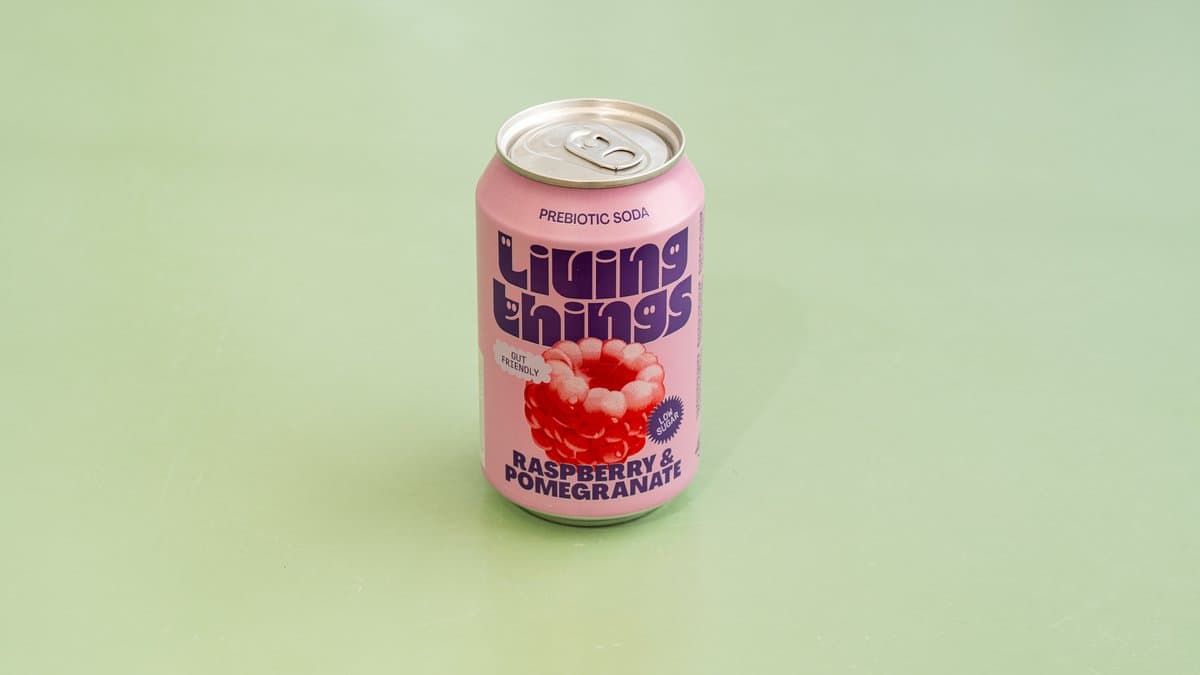 PREBIOTIC SODA
Living
things
GUT
FRIENDLY
LOW
SUGAR
RASPBERRY &
POMEGRANATE